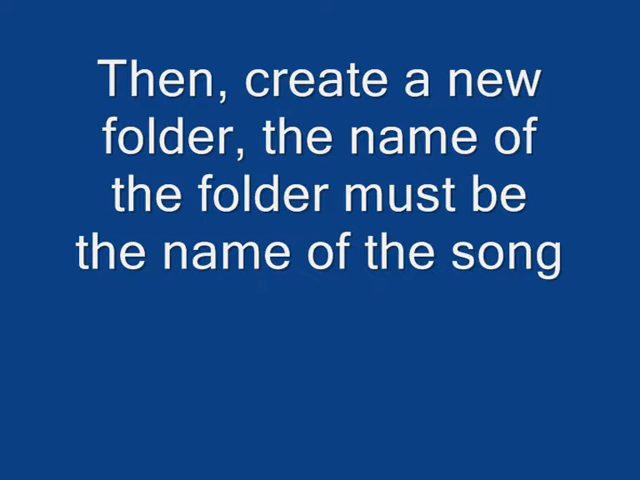 Then, create a new
folder, the name of
the folder must be
the name of the song